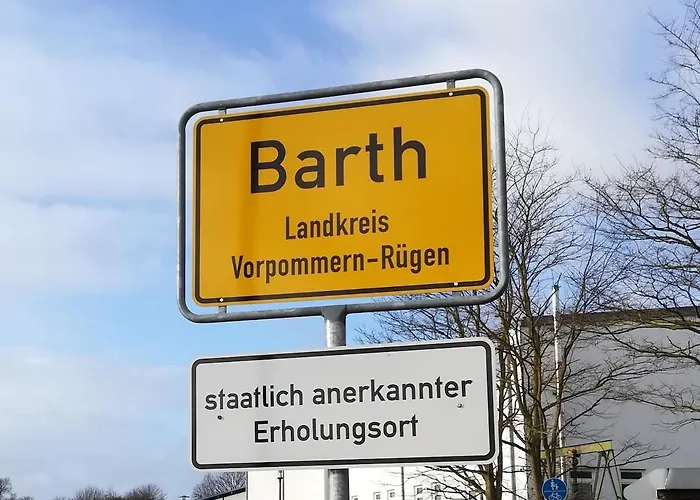 Barth
Landkreis
Vorpommern-Rügen
staatlich anerkannter
Erholungsort